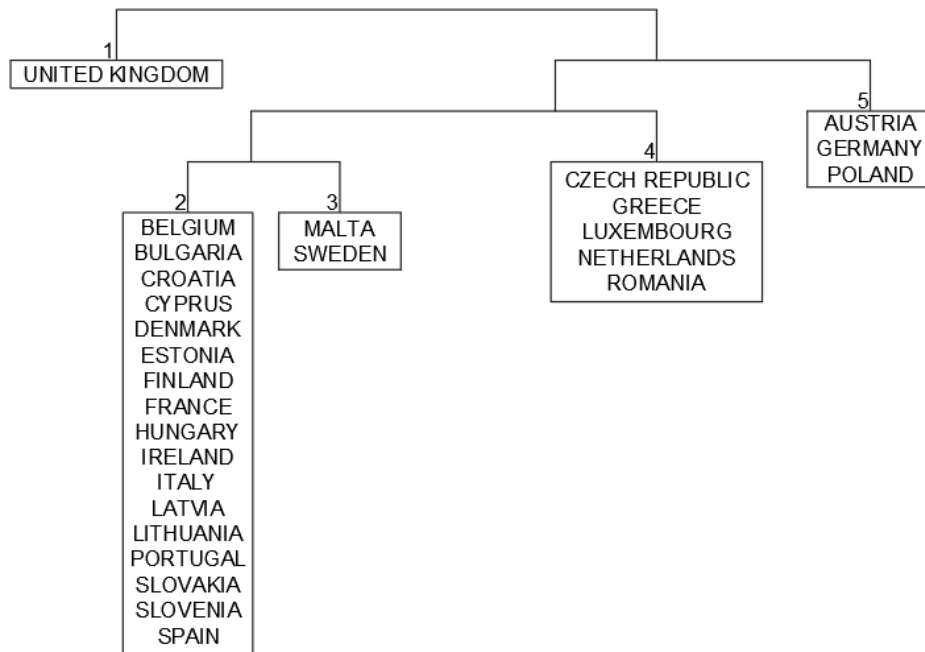 1
UNITED KINGDOM
5
AUSTRIA
GERMANY
POLAND
4
CZECH REPUBLIC
GREECE
LUXEMBOURG
NETHERLANDS
ROMANIA
2
BELGIUM
BULGARIA
CROATIA
CYPRUS
DENMARK
ESTONIA
FINLAND
FRANCE
HUNGARY
IRELAND
ITALY
LATVIA
LITHUANIA
PORTUGAL
SLOVAKIA
SLOVENIA
SPAIN
3
MALTA
SWEDEN